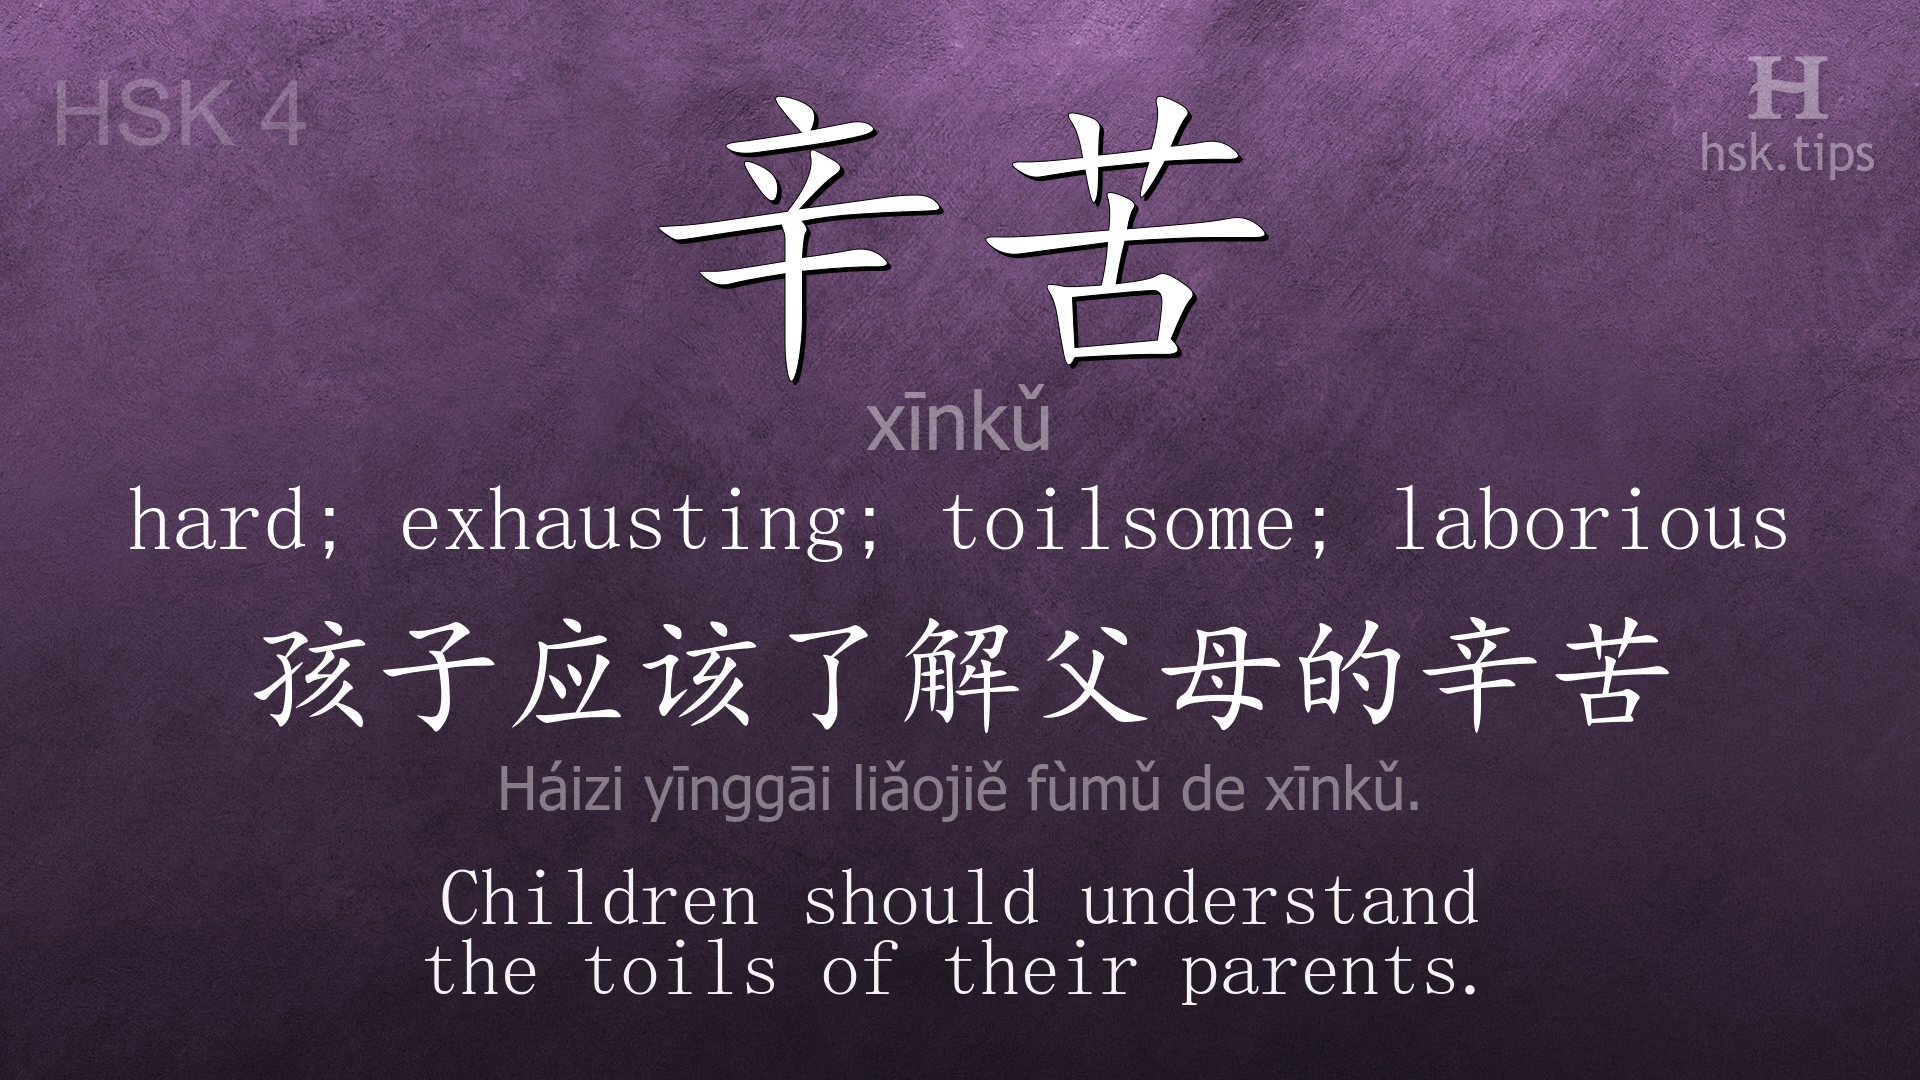 HSK 4
H
hsk.tips
辛苦
xīnkǔ
hard; exhausting; toilsome; laborious
孩子应该了解父母的辛苦
Háizi yīnggāi liǎojiě fùmǔ de xīnkǔ.
Children should understand
the toils of their parents.